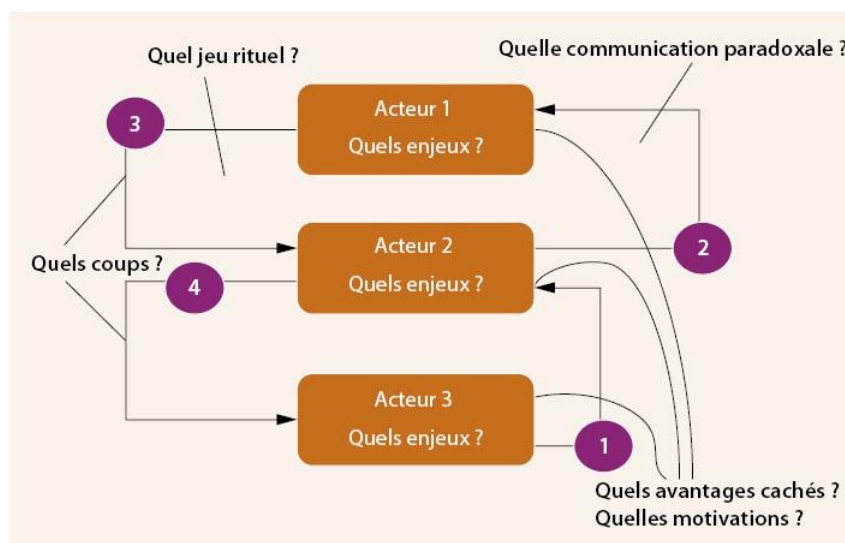 Quel jeu rituel ?
Quelle communication paradoxale ?
Acteur 1
Quels enjeux ?
3
Acteur 2
Quels enjeux ?
2
Quels coups ?
4
Acteur 3
Quels enjeux ?
1
Quels avantages cachés ?
Quelles motivations ?